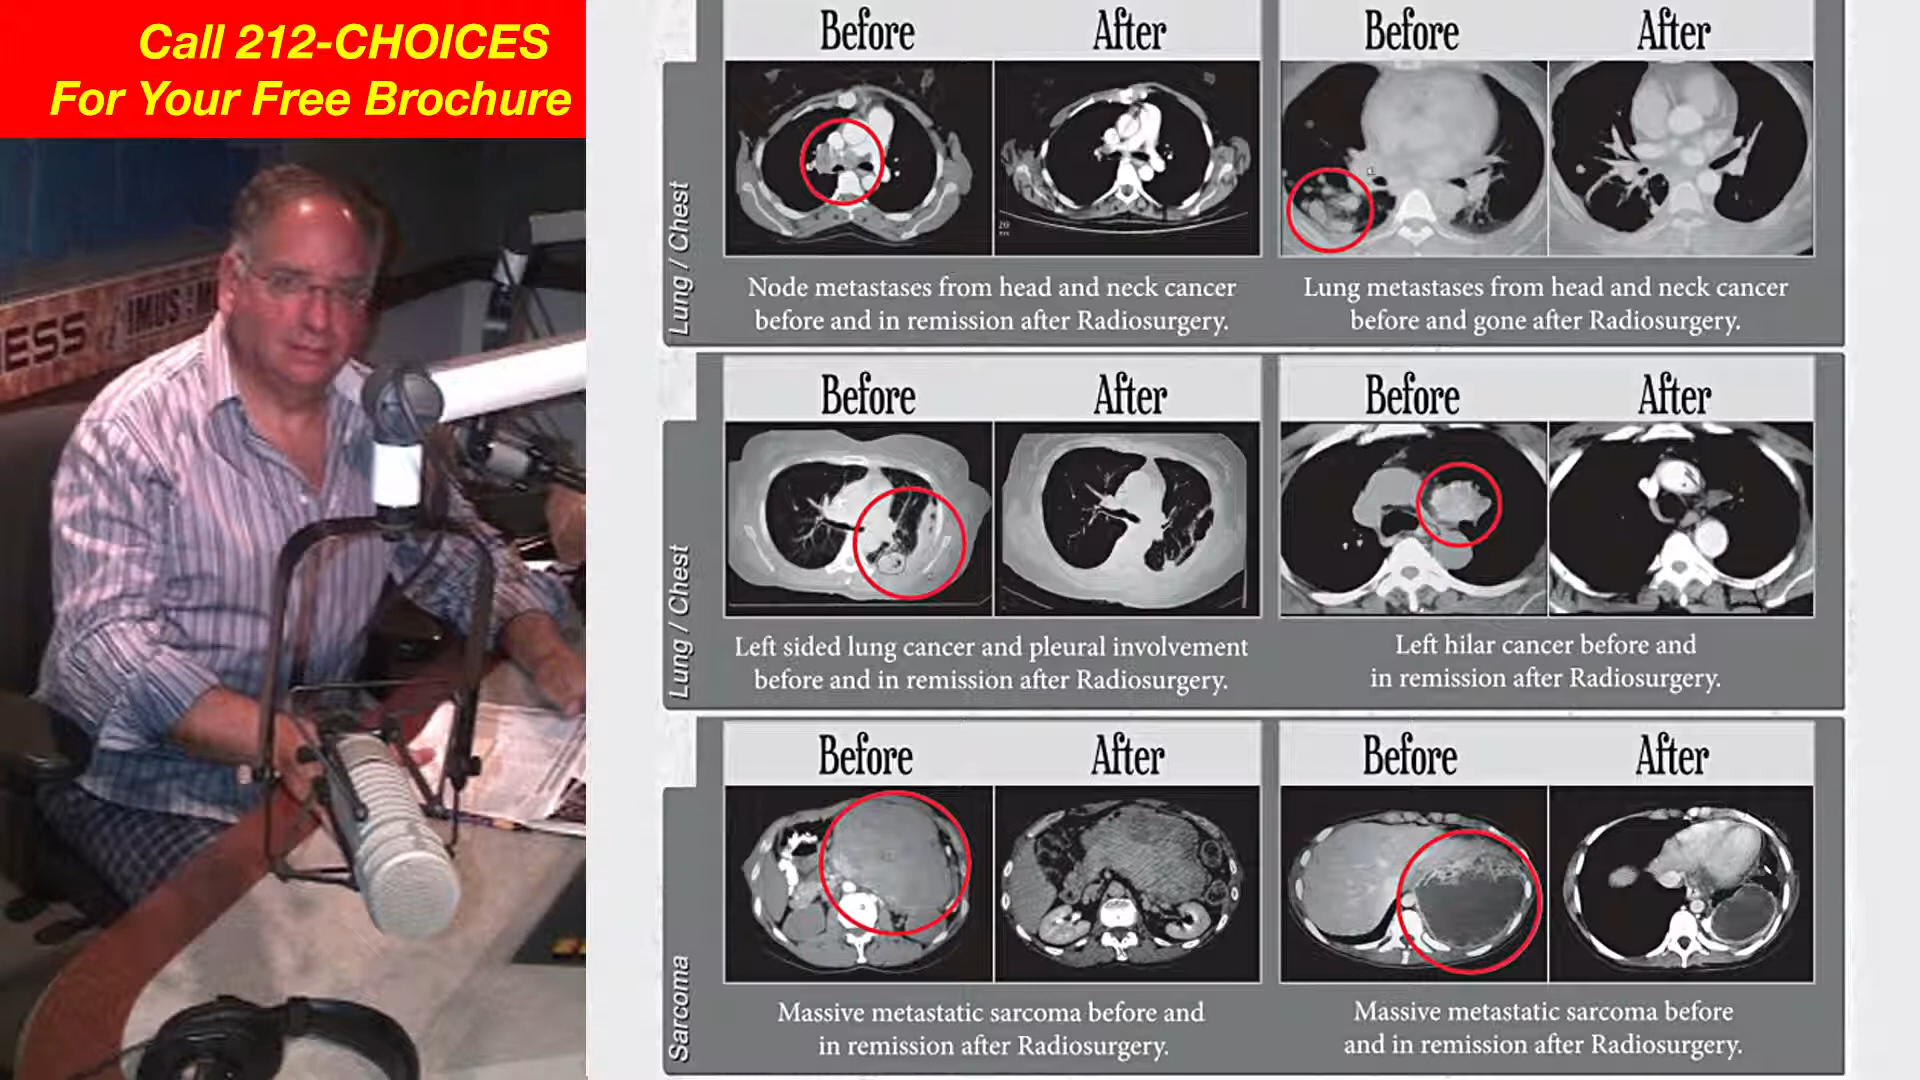 Call 212-CHOICES
For Your Free Brochure
ESS
IMUS
Before After
Before After
Lung / Chest
Node metastases from head and neck cancer
before and in remission after Radiosurgery.
Lung metastases from head and neck cancer
before and gone after Radiosurgery.
Before After
Before After
Lung / Chest
Left sided lung cancer and pleural involvement
before and in remission after Radiosurgery.
Left hilar cancer before and
in remission after Radiosurgery.
Before After
Before After
Sarcoma
Massive metastatic sarcoma before and
in remission after Radiosurgery.
Massive metastatic sarcoma before
and in remission after Radiosurgery.